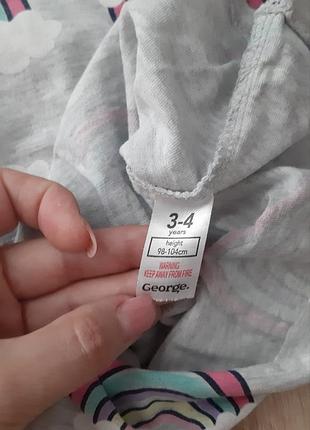 3-4
years
height
98-104cm
WARNING
KEEP AWAY FROM FIRE
George.